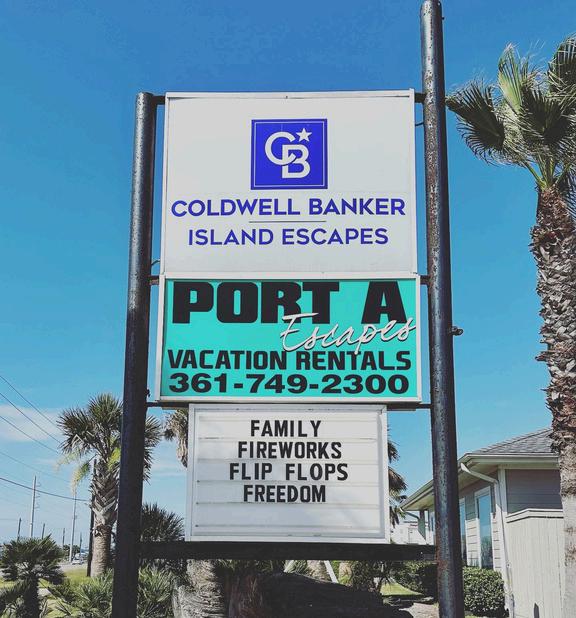 CB
COLDWELL BANKER
ISLAND ESCAPES
PORT A
Escapes
VACATION RENTALS
361-749-2300
FAMILY
FIREWORKS
FLIP FLOPS
FREEDOM